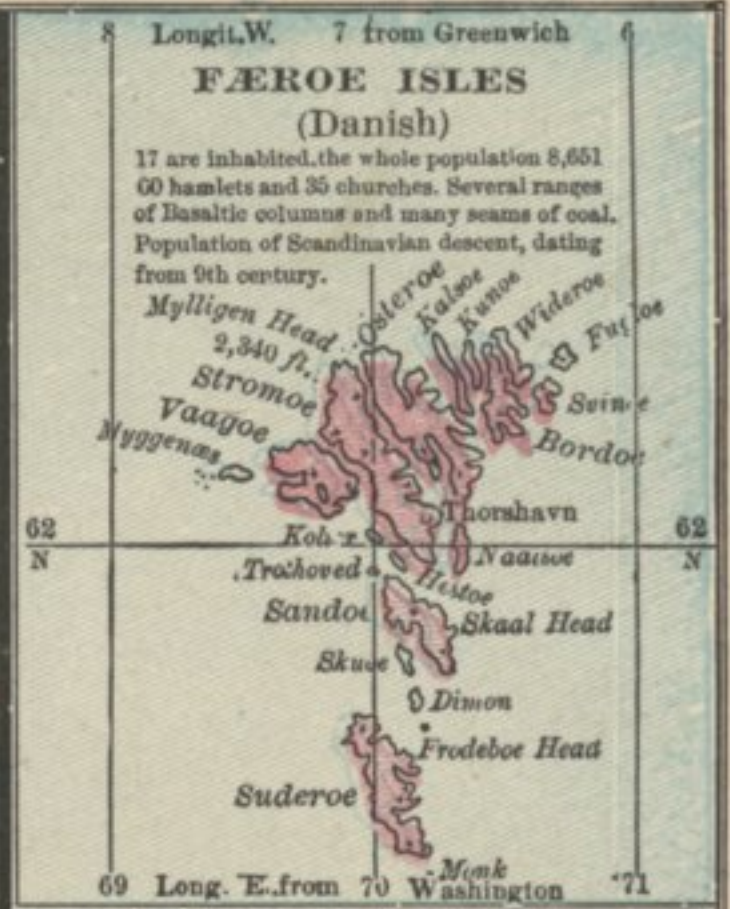 8 Longit. W. 7 from Greenwich 6
FÆROE ISLES
(Danish)
17 are inhabited, the whole population 8,651
60 hamlets and 35 churches. Several ranges
of Basaltic columns and many seams of coal.
Population of Scandinavian descent, dating
from 9th century.
Mylligen Head
2,340 ft.
Osteroe
Kalsoe
Kunoe
Wideroe
Fugloe
Stromoe
Vaagoe
Myggenæs
Svinoe
Bordoe
Thorshavn
62
N
62
N
Naalsoe
Hestoe
Trothoved
Sandoe
Skaal Head
Skuoe
Dimon
Frodeboe Head
Suderoe
Monk
69 Long. E. from 70 Washington 71